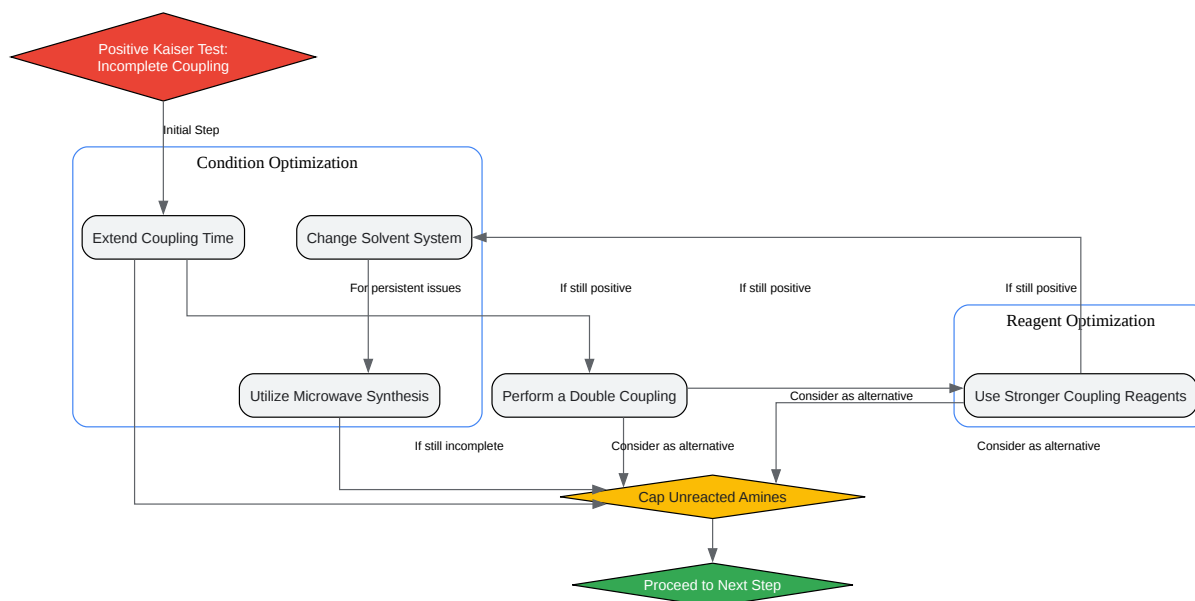 Positive Kaiser Test:
Incomplete Coupling
Initial Step
Condition Optimization
Extend Coupling Time
Change Solvent System
For persistent issues
If still positive
If still positive
If still positive
Reagent Optimization
Utilize Microwave Synthesis
Perform a Double Coupling
Consider as alternative
Use Stronger Coupling Reagents
If still incomplete
Consider as alternative
Consider as alternative
Cap Unreacted Amines
Proceed to Next Step